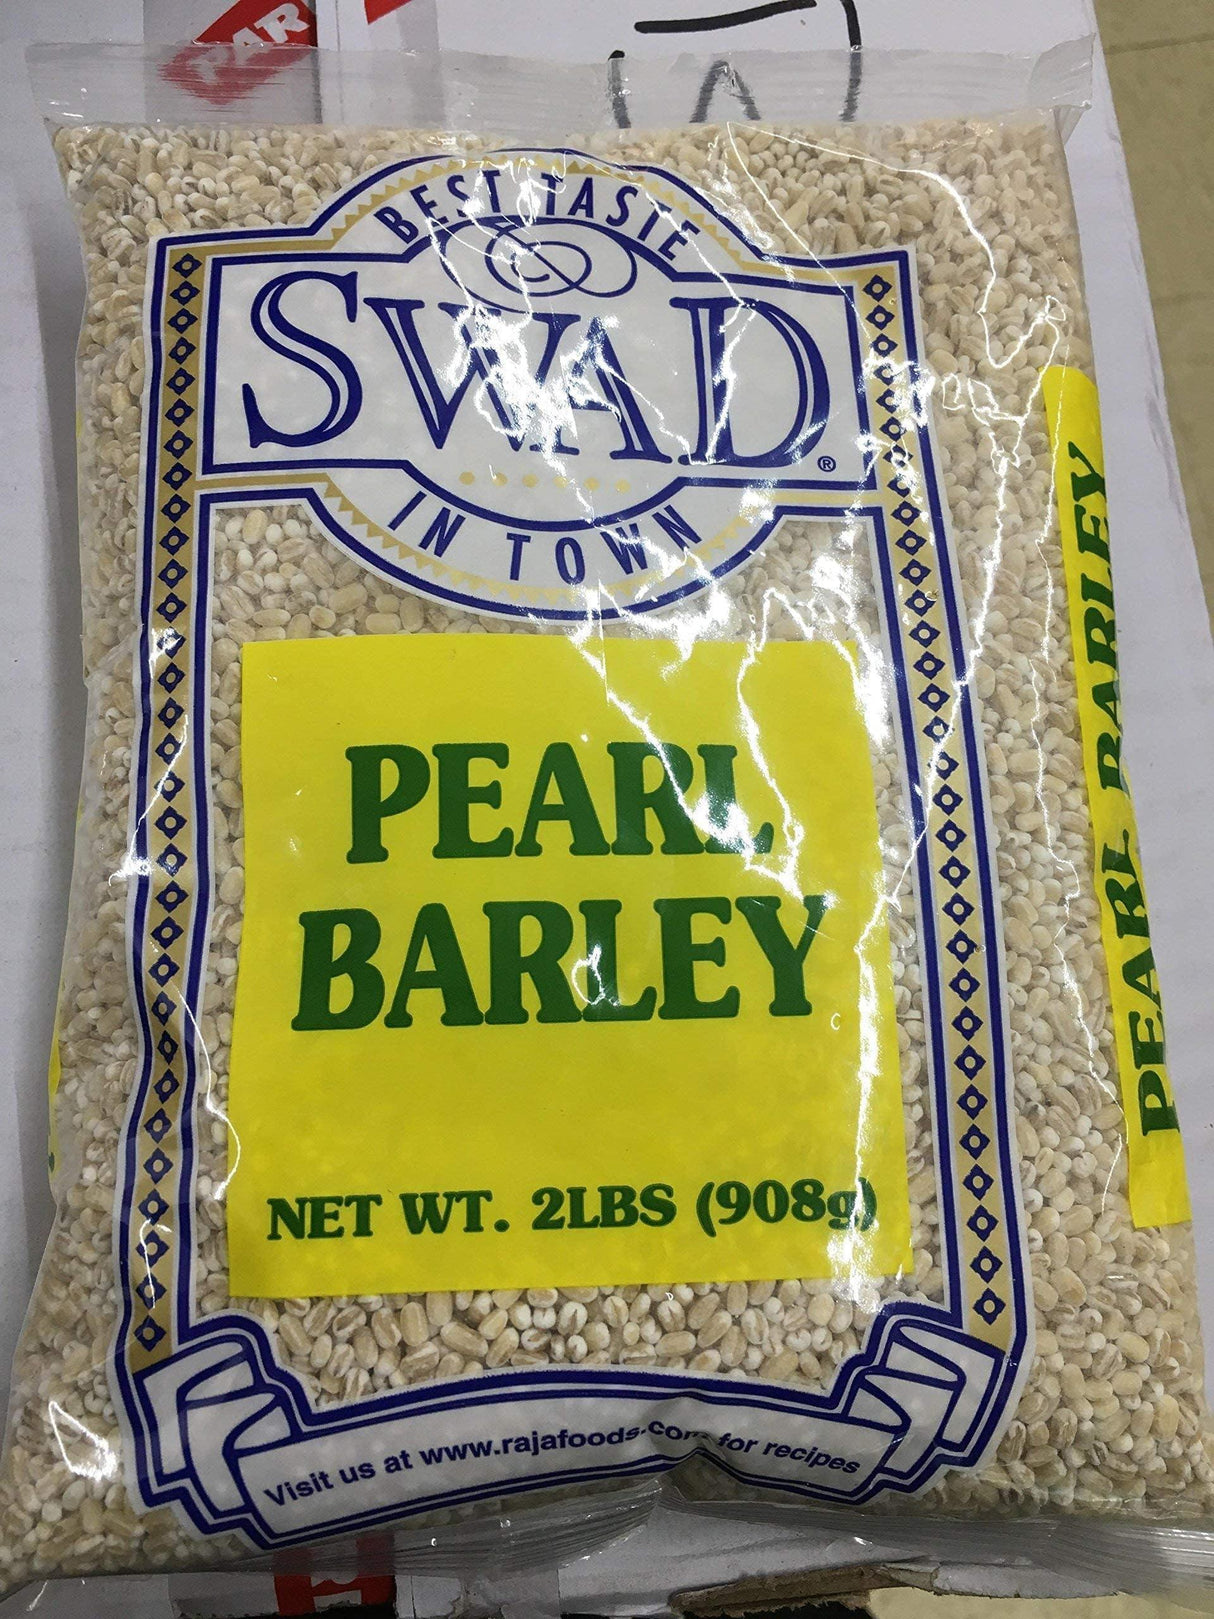 PAR
BEST TASTE
SWAD®
IN TOWN
PEARL
BARLEY
NET WT. 2LBS (908g)
Visit us at www.rajafoods.com for recipes
PEARL BARLEY